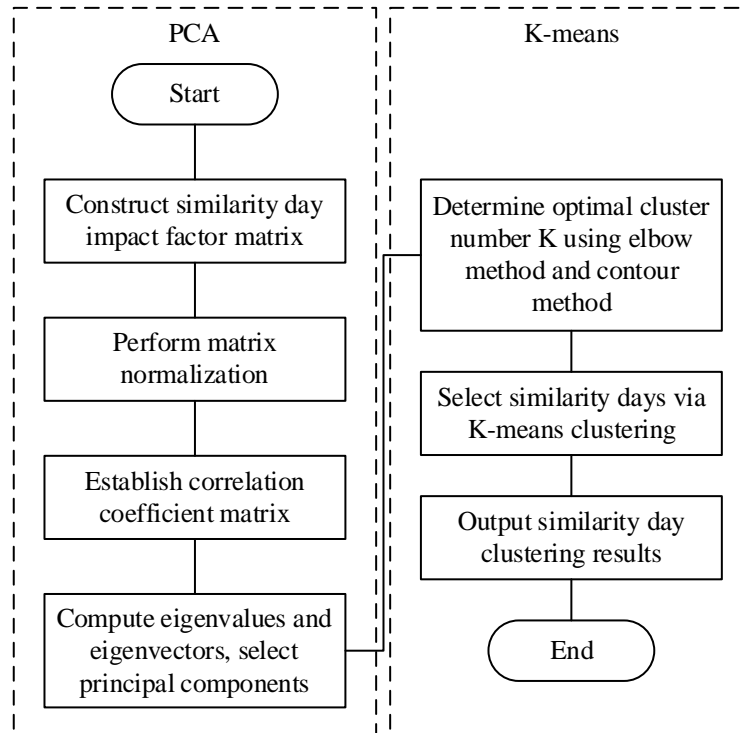 PCA
Start
Construct similarity day
impact factor matrix
Perform matrix
normalization
Establish correlation
coefficient matrix
Compute eigenvalues and
eigenvectors, select
principal components
K-means
Determine optimal cluster
number K using elbow
method and contour
method
Select similarity days via
K-means clustering
Output similarity day
clustering results
End